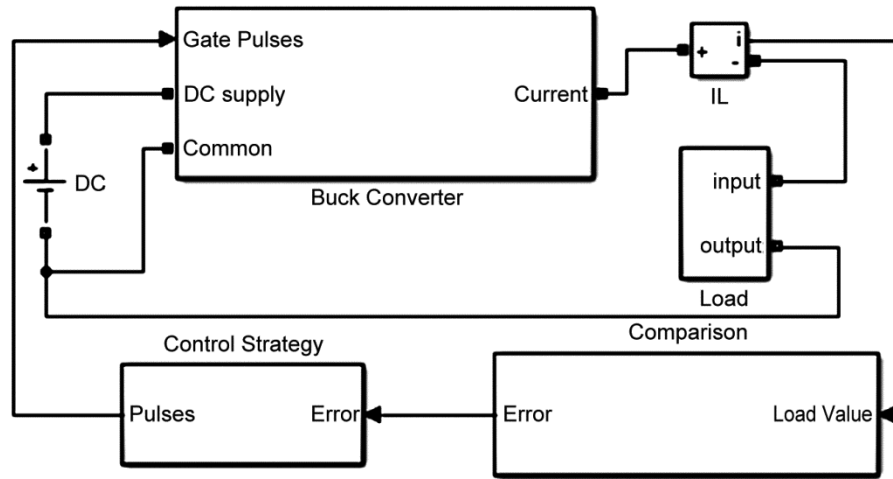 Gate Pulses
DC supply
Common
Current
Buck Converter
+ i -
IL
+
DC
input
output
Load
Comparison
Control Strategy
Pulses
Error
Error
Load Value